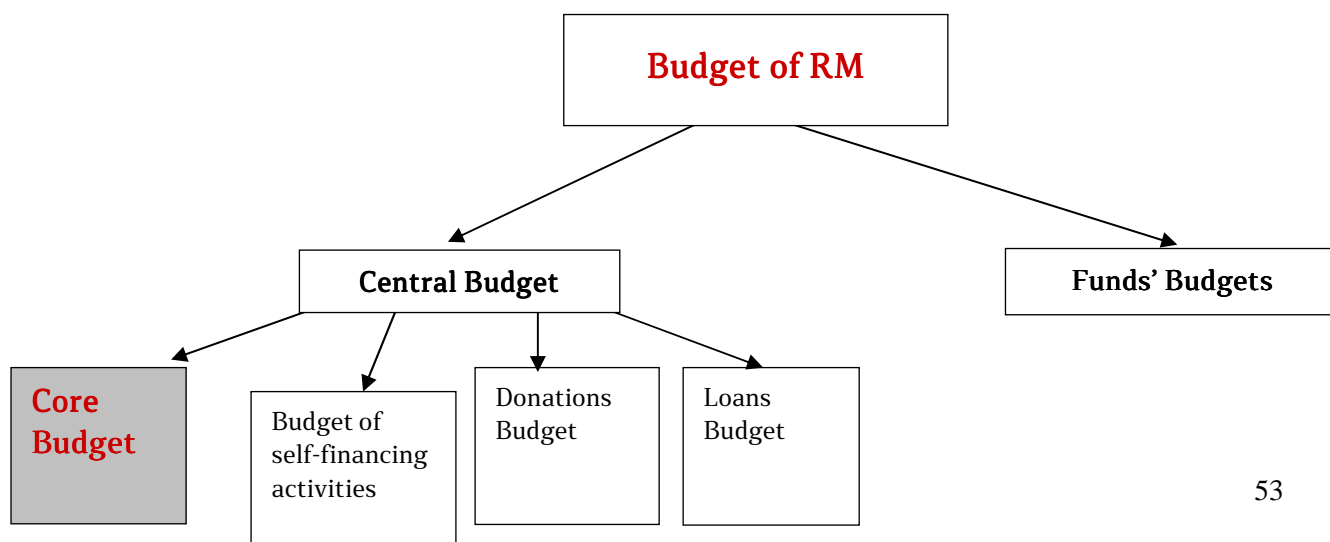 Budget of RM
Central Budget
Funds’ Budgets
Core
Budget
Budget of
self-financing
activities
Donations
Budget
Loans
Budget
53